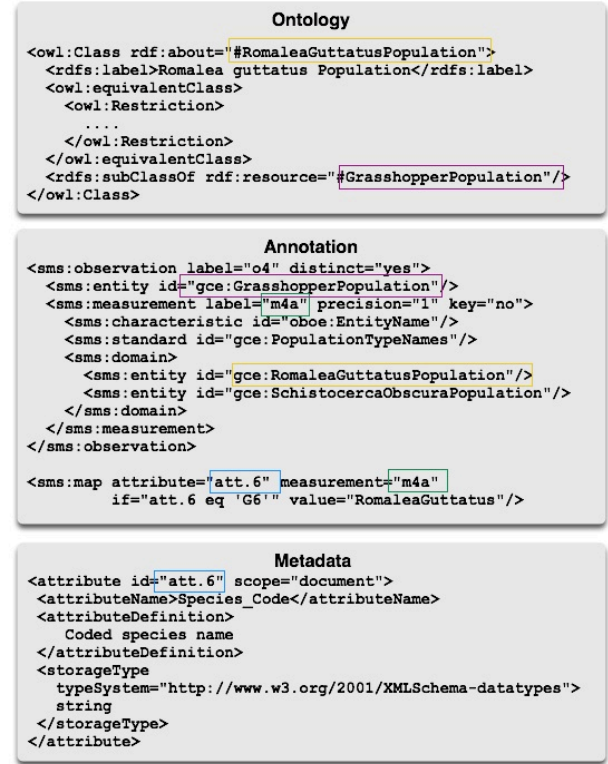 Ontology
<owl:Class rdf:about="#RomaleaGuttatusPopulation">
<rdfs:label>Romalea guttatus Population</rdfs:label>
<owl:equivalentClass>
<owl:Restriction>
....
</owl:Restriction>
</owl:equivalentClass>
<rdfs:subClassOf rdf:resource="#GrasshopperPopulation"/>
</owl:Class>
Annotation
<sms:observation label="o4" distinct="yes">
<sms:entity id="gce:GrasshopperPopulation"/>
<sms:measurement label="m4a" precision="1" key="no">
<sms:characteristic id="oboe:EntityName"/>
<sms:standard id="gce:PopulationTypeNames"/>
<sms:domain>
<sms:entity id="gce:RomaleaGuttatusPopulation"/>
<sms:entity id="gce:SchistocercaObscuraPopulation"/>
</sms:domain>
</sms:measurement>
</sms:observation>
<sms:map attribute="att.6" measurement="m4a"
if="att.6 eq 'G6'" value="RomaleaGuttatus"/>
Metadata
<attribute id="att.6" scope="document">
<attributeName>Species_Code</attributeName>
<attributeDefinition>
Coded species name
</attributeDefinition>
<storageType
typeSystem="http://www.w3.org/2001/XMLSchema-datatypes">
string
</storageType>
</attribute>